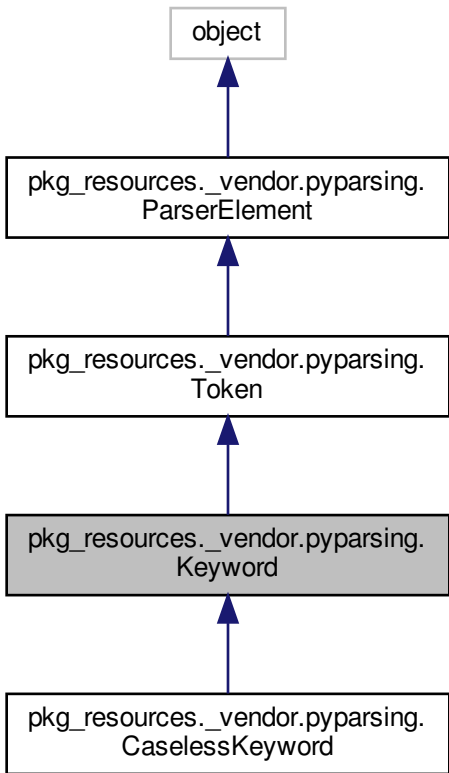 object
pkg_resources._vendor.pyparsing.
ParserElement
pkg_resources._vendor.pyparsing.
Token
pkg_resources._vendor.pyparsing.
Keyword
pkg_resources._vendor.pyparsing.
CaselessKeyword